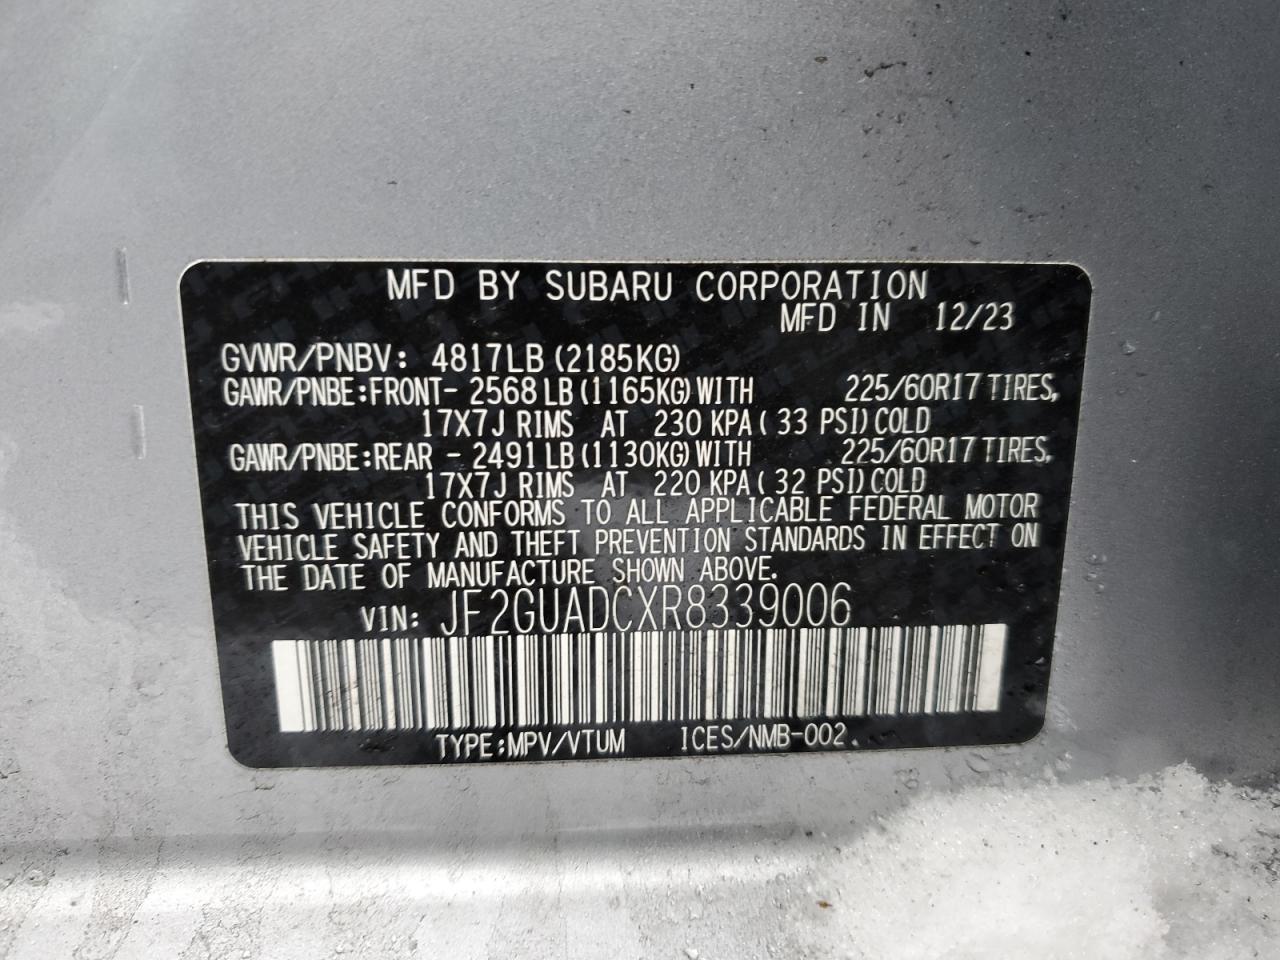 MFD BY SUBARU CORPORATION
MFD IN 12/23
GVWR/PNBV: 4817LB (2185KG)
GAWR/PNBE:FRONT- 2568 LB (1165KG) WITH 225/60R17 TIRES,
17X7J RIMS AT 230 KPA ( 33 PSI) COLD
GAWR/PNBE:REAR - 2491 LB (1130KG) WITH 225/60R17 TIRES,
17X7J RIMS AT 220 KPA ( 32 PSI) COLD
THIS VEHICLE CONFORMS TO ALL APPLICABLE FEDERAL MOTOR
VEHICLE SAFETY AND THEFT PREVENTION STANDARDS IN EFFECT ON
THE DATE OF MANUFACTURE SHOWN ABOVE.
VIN: JF2GUADCXR8339006
TYPE:MPV/VTUM ICES/NMB-002